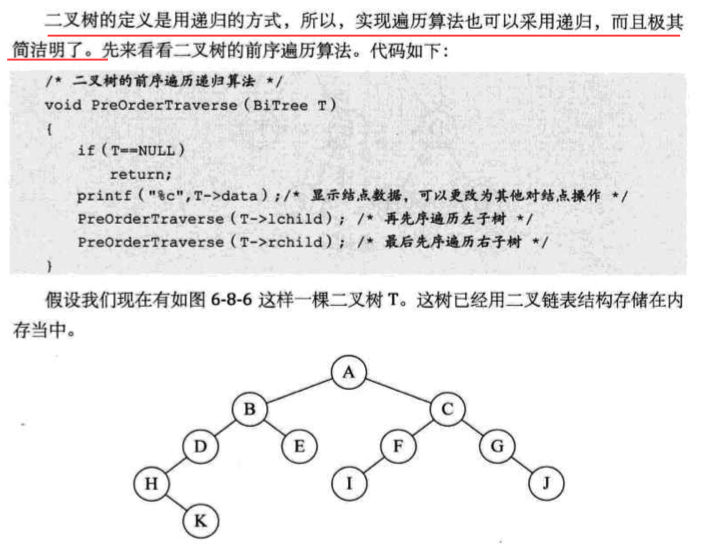 二叉树的定义是用递归的方式，所以，实现遍历算法也可以采用递归，而且极其
简洁明了。先来看看二叉树的前序遍历算法。代码如下：
/* 二叉树的前序遍历递归算法 */
void PreOrderTraverse（BiTree T）
{
if（T==NULL）
return;
printf（"%c",T->data）;/* 显示结点数据，可以更改为其他对结点操作 */
PreOrderTraverse（T->lchild）; /* 再先序遍历左子树 */
PreOrderTraverse（T->rchild）; /* 最后先序遍历右子树 */
}
假设我们现在有如图 6-8-6 这样一棵二叉树 T。这树已经用二叉链表结构存储在内
存当中。
A
B C
D E F G
H I J
K